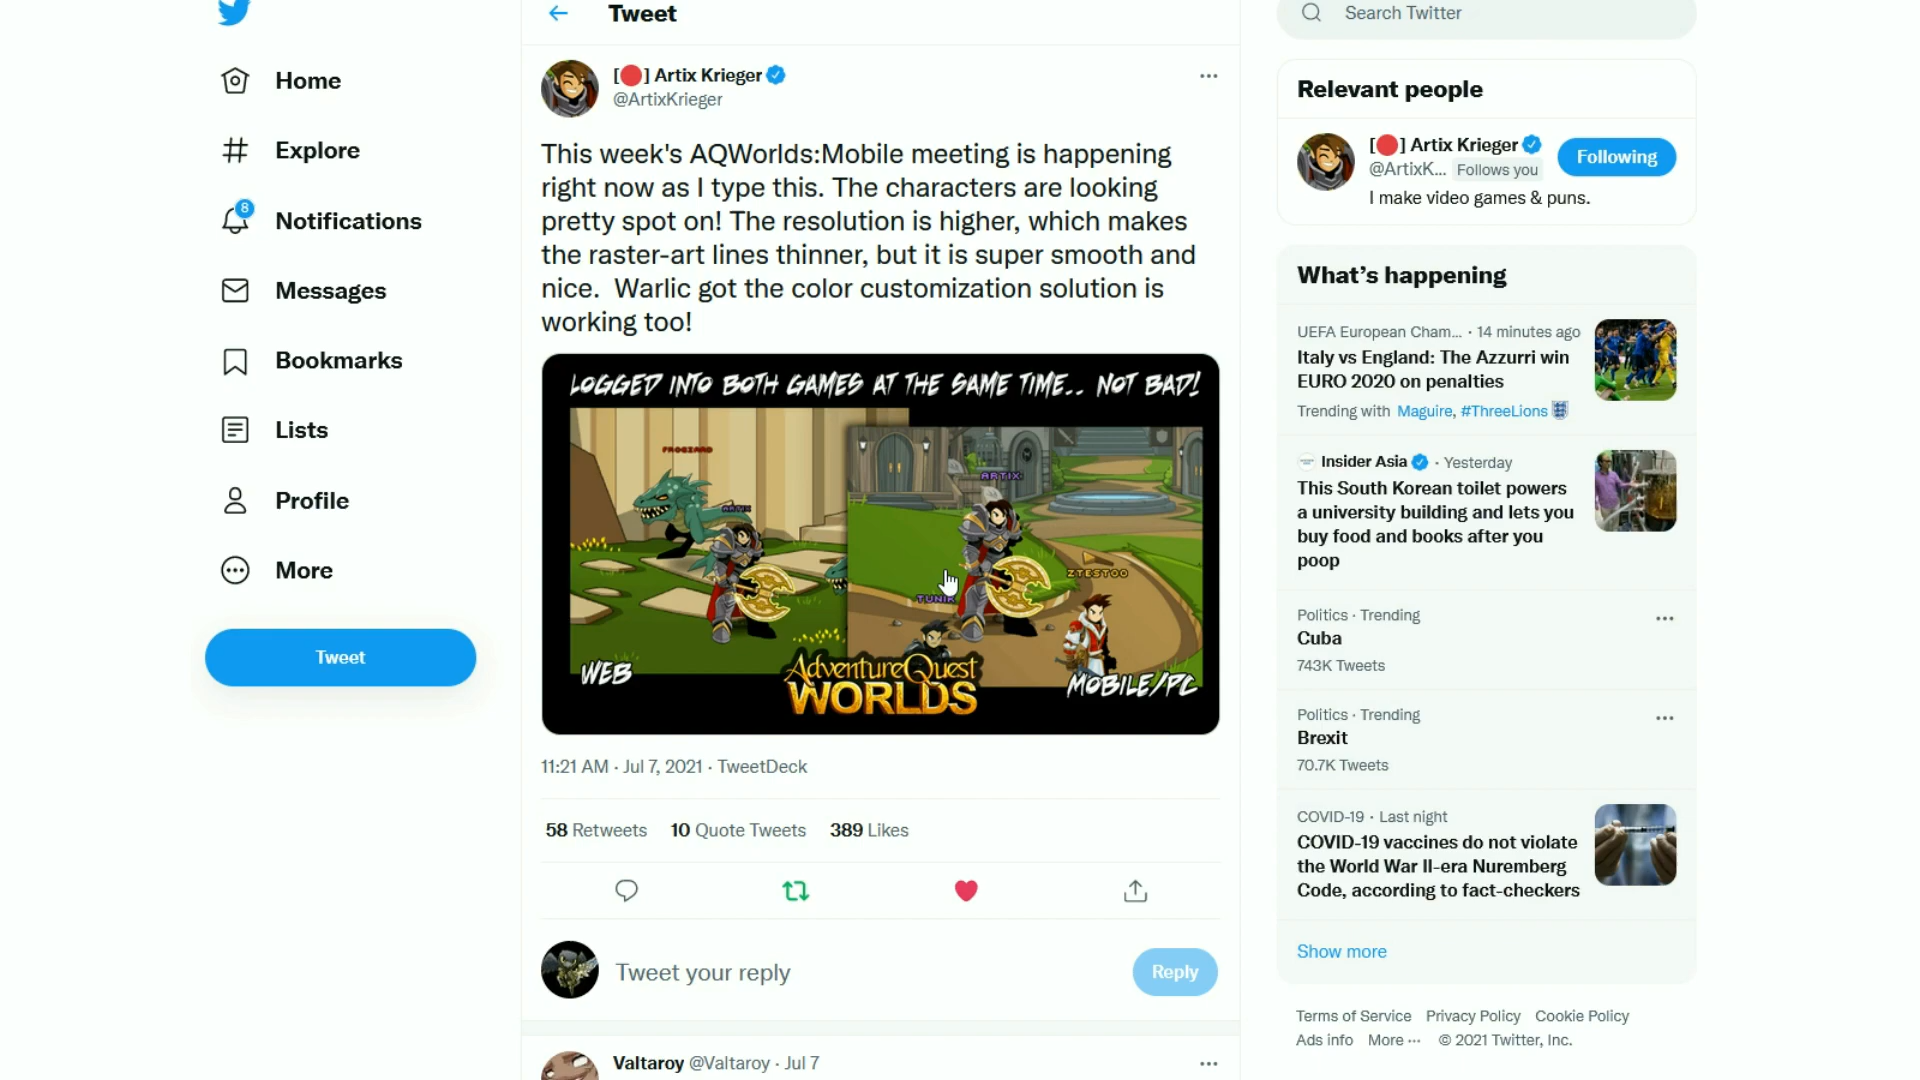 Tweet
Search Twitter
Home
Explore
8
Notifications
Messages
Bookmarks
Lists
Profile
More
Tweet
[🔴] Artix Krieger
@ArtixKrieger
This week's AQWorlds:Mobile meeting is happening
right now as I type this. The characters are looking
pretty spot on! The resolution is higher, which makes
the raster-art lines thinner, but it is super smooth and
nice.  Warlic got the color customization solution is
working too!
LOGGED INTO BOTH GAMES AT THE SAME TIME.. NOT BAD!
FROGZARD
ARTIX
ARTIX
ZTESTOO
TUNIK
WEB
AdventureQuest
WORLDS
MOBILE/PC
11:21 AM · Jul 7, 2021 · TweetDeck
58 Retweets 10 Quote Tweets 389 Likes
Tweet your reply
Reply
Valtaroy @Valtaroy · Jul 7
Relevant people
[🔴] Artix Krieger
@ArtixK... Follows you
Following
I make video games & puns.
What's happening
UEFA European Cham... · 14 minutes ago
Italy vs England: The Azzurri win
EURO 2020 on penalties
Trending with Maguire, #ThreeLions
Insider Asia · Yesterday
This South Korean toilet powers
a university building and lets you
buy food and books after you
poop
Politics · Trending
Cuba
743K Tweets
Politics · Trending
Brexit
70.7K Tweets
COVID-19 · Last night
COVID-19 vaccines do not violate
the World War II-era Nuremberg
Code, according to fact-checkers
Show more
Terms of Service Privacy Policy Cookie Policy
Ads info More ··· © 2021 Twitter, Inc.